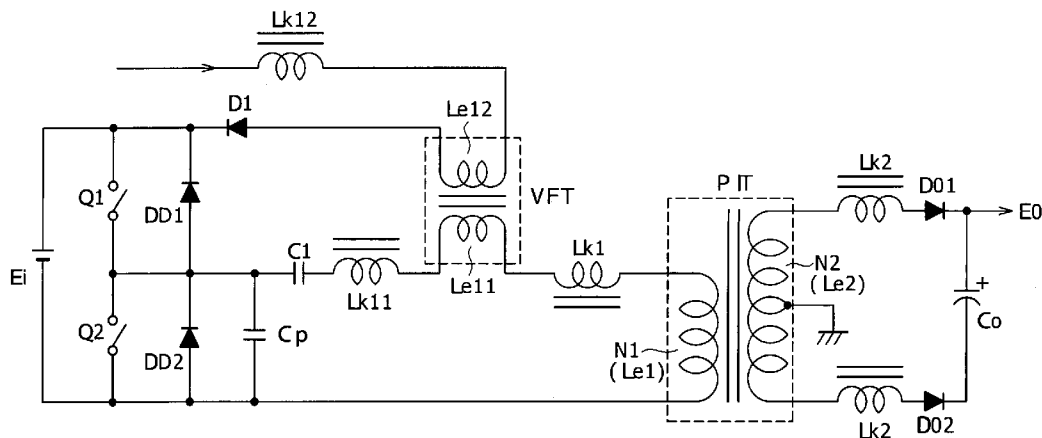 Lk12
D1
Le12
VFT
Q1
DD1
Ei
C1
Lk11
Le11
Lk1
PIT
Lk2
D01
E0
N2
(Le2)
Co
Q2
DD2
Cp
N1
(Le1)
Lk2
D02
+